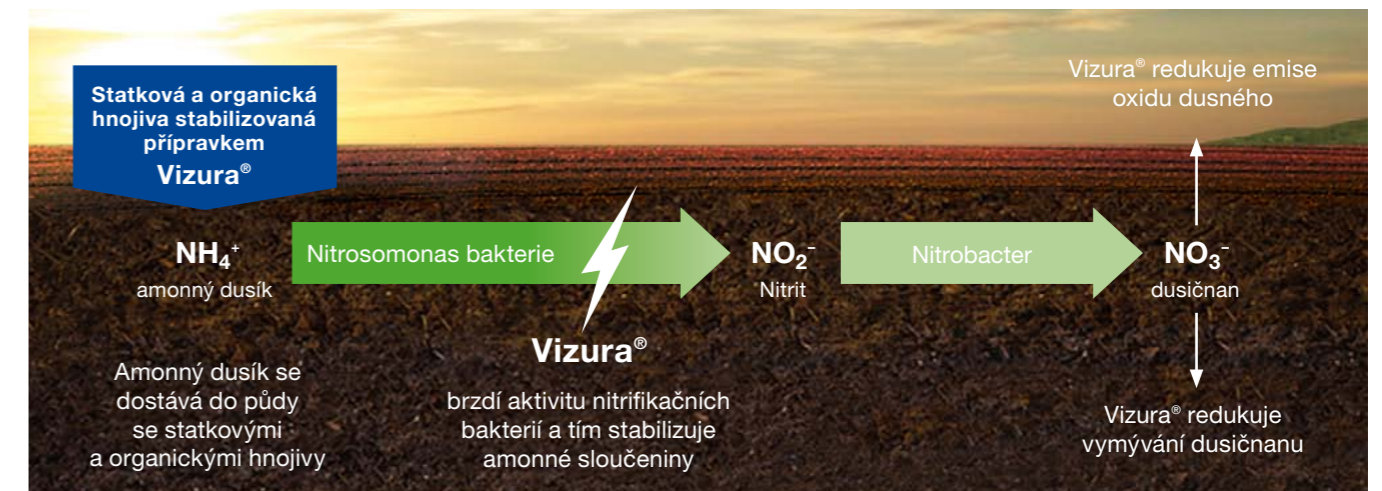 Statková a organická
hnojiva stabilizovaná
přípravkem
Vizura®
Vizura® redukuje emise
oxidu dusného
NH₄⁺
amonný dusík
Nitrosomonas bakterie
NO₂⁻
Nitrit
Nitrobacter
NO₃⁻
dusičnan
Amonný dusík se
dostává do půdy
se statkovými
a organickými hnojivy
Vizura®
brzdí aktivitu nitrifikačních
bakterií a tím stabilizuje
amonné sloučeniny
Vizura® redukuje
vymývání dusičnanu